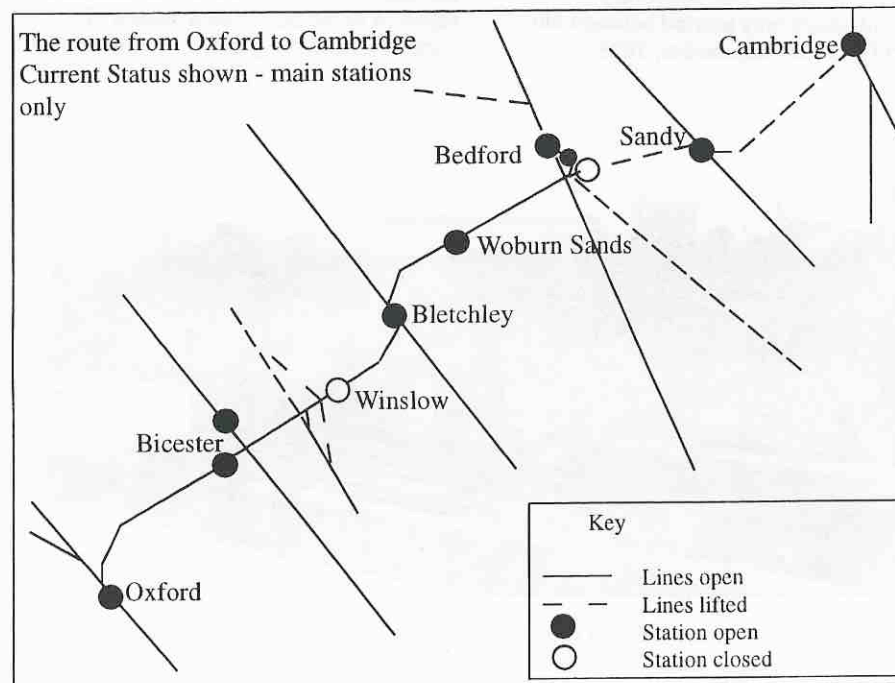 The route from Oxford to Cambridge
Current Status shown - main stations
only
Cambridge
Sandy
Bedford
Woburn Sands
Bletchley
Winslow
Bicester
Oxford
Key
Lines open
Lines lifted
Station open
Station closed